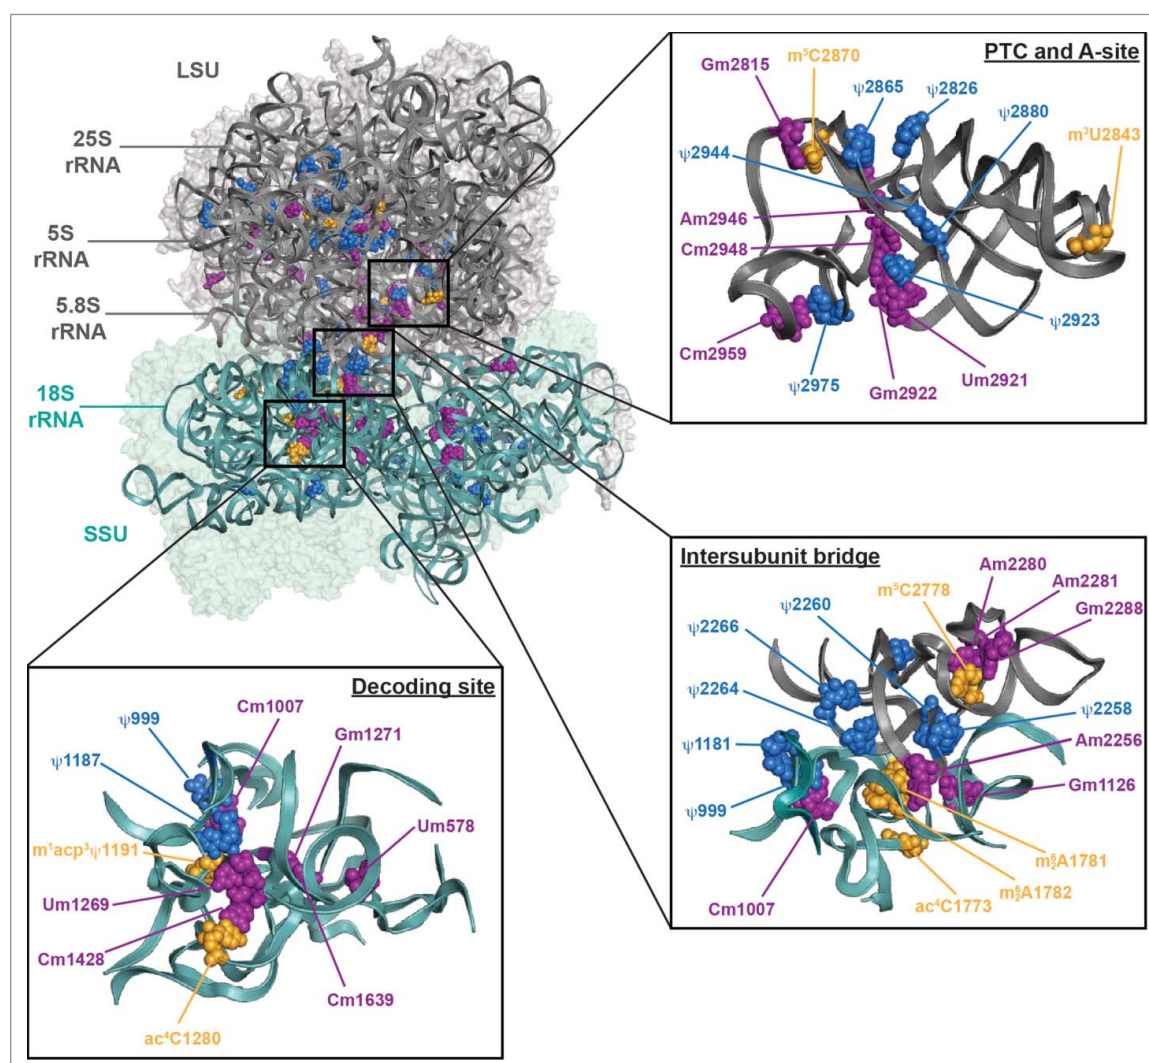 LSU
25S
rRNA
5S
rRNA
5.8S
rRNA
18S
rRNA
SSU
PTC and A-site
Gm2815
m⁵C2870
ψ2865
ψ2826
ψ2880
m³U2843
ψ2944
Am2946
Cm2948
Cm2959
ψ2975
Gm2922
Um2921
ψ2923
Intersubunit bridge
Am2280
Am2281
Gm2288
m⁵C2778
ψ2260
ψ2266
ψ2264
ψ2258
ψ1181
Am2256
ψ999
Gm1126
Cm1007
m⁶₂A1781
m⁶₂A1782
ac⁴C1773
Decoding site
Cm1007
ψ999
Gm1271
ψ1187
Um578
m¹acp³ψ1191
Um1269
Cm1428
Cm1639
ac⁴C1280